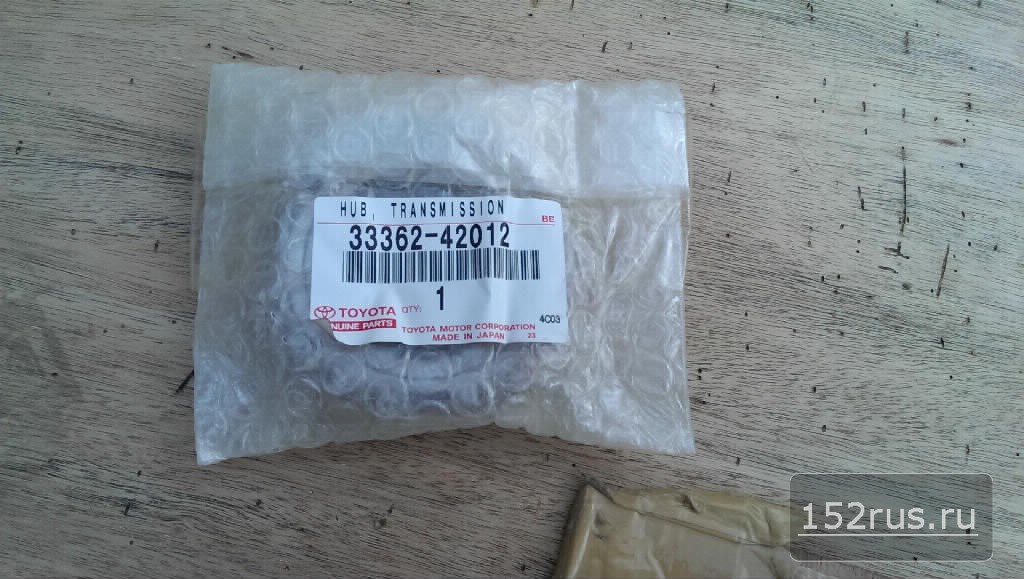 HUB, TRANSMISSION
BE
33362-42012
QTY: 1
TOYOTA
NUINE PARTS
TOYOTA MOTOR CORPORATION
MADE IN JAPAN 23
4C03
152rus.ru